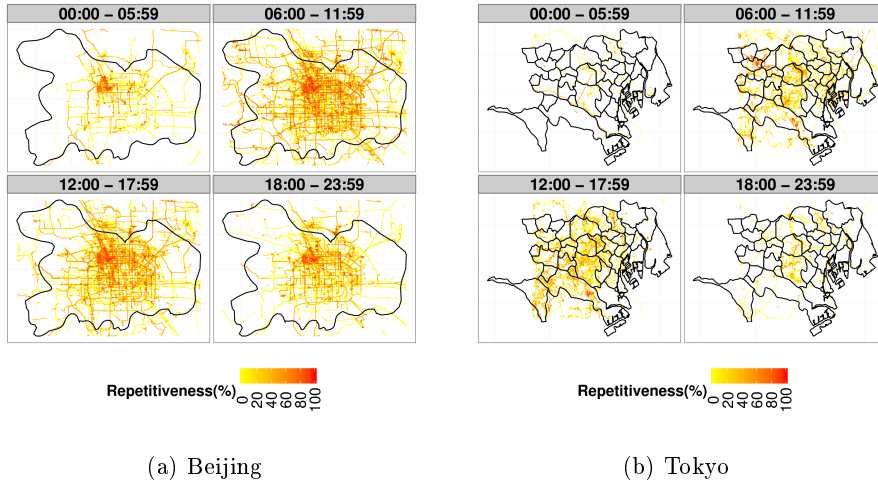 00:00 − 05:59
06:00 − 11:59
12:00 − 17:59
18:00 − 23:59
Repetitiveness(%)
0 20 40 60 80 100
(a) Beijing
00:00 − 05:59
06:00 − 11:59
12:00 − 17:59
18:00 − 23:59
Repetitiveness(%)
0 20 40 60 80 100
(b) Tokyo